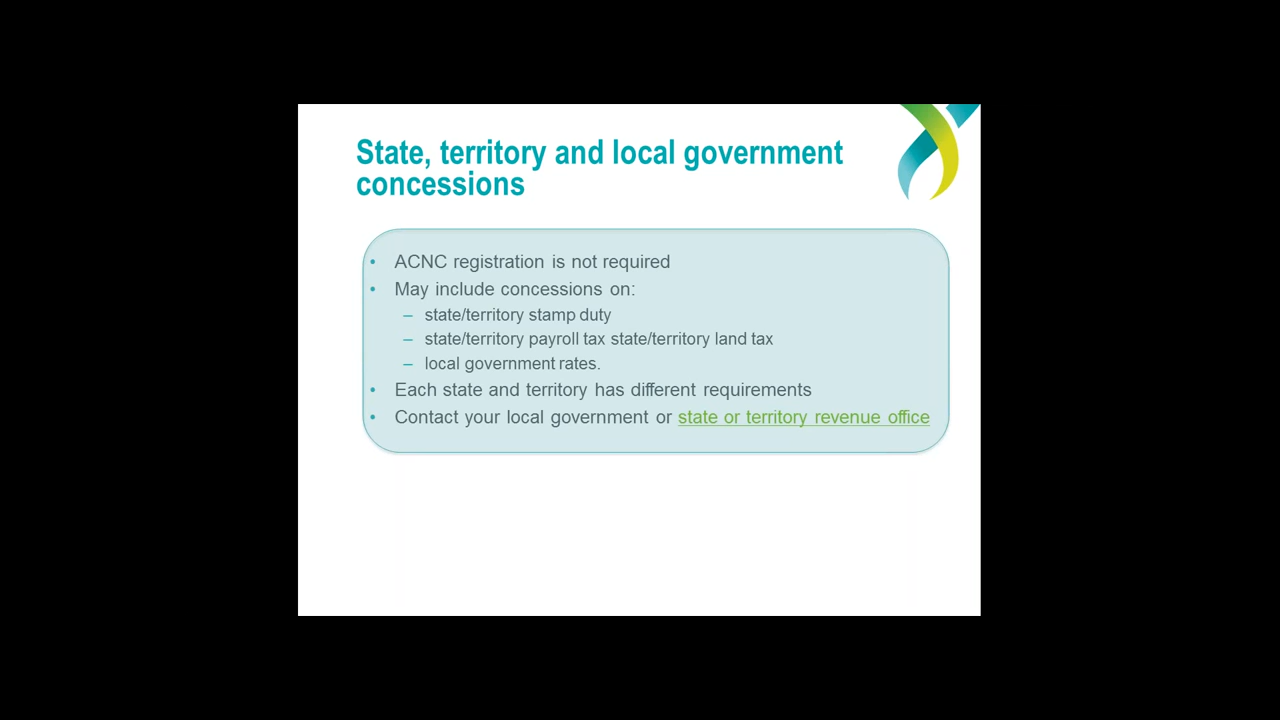 State, territory and local government
concessions
• ACNC registration is not required
• May include concessions on:
– state/territory stamp duty
– state/territory payroll tax state/territory land tax
– local government rates.
• Each state and territory has different requirements
• Contact your local government or state or territory revenue office